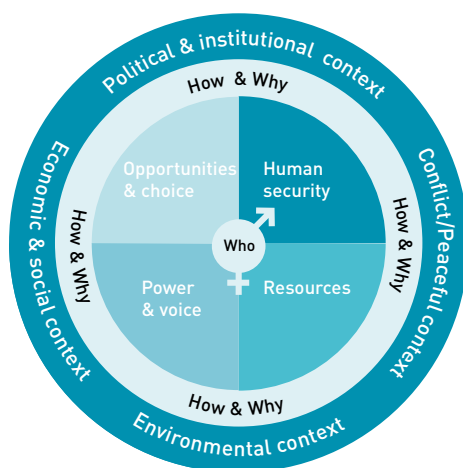 Political & institutional context
How & Why
Opportunities
& choice
Human
security
Economic & social context
How & Why
Who
How & Why
Conflict/Peaceful context
Power
& voice
Resources
How & Why
Environmental context